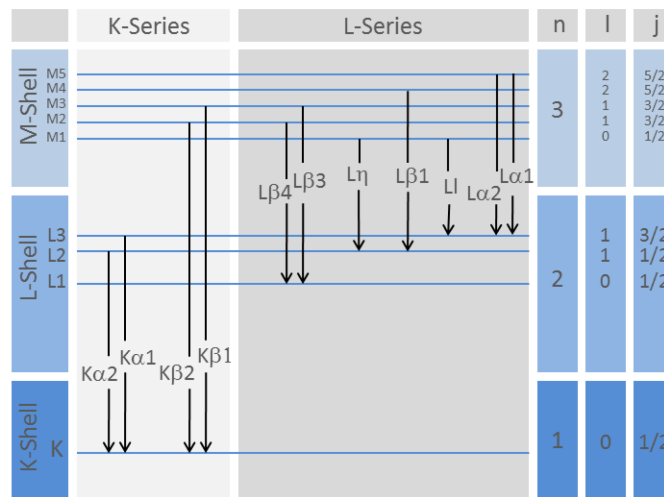 K-Series L-Series n l j
M-Shell
M5 2 5/2
M4 2 5/2
M3 1 3/2
M2 1 3/2
M1 0 1/2
3
Lβ4 Lβ3 Lη Lβ1 Ll Lα2 Lα1
L-Shell
L3 1 3/2
L2 1 1/2
L1 0 1/2
2
Kα2 Kα1 Kβ2 Kβ1
K-Shell
K 1 0 1/2